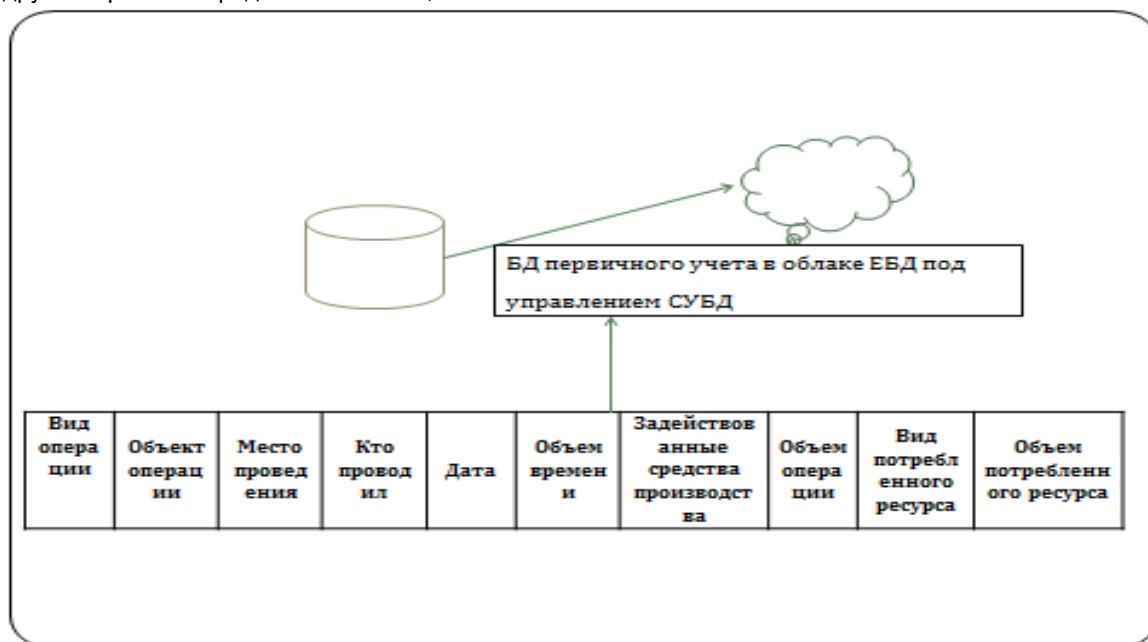 БД первичного учета в облаке ЕБД под
управлением СУБД
Вид
опера
ции
Объект
операц
ии
Место
провед
ения
Кто
провод
ил
Дата
Объем
времен
и
Задействов
анные
средства
производст
ва
Объем
опера
ции
Вид
потребл
енного
ресурса
Объем
потребленн
ого ресурса